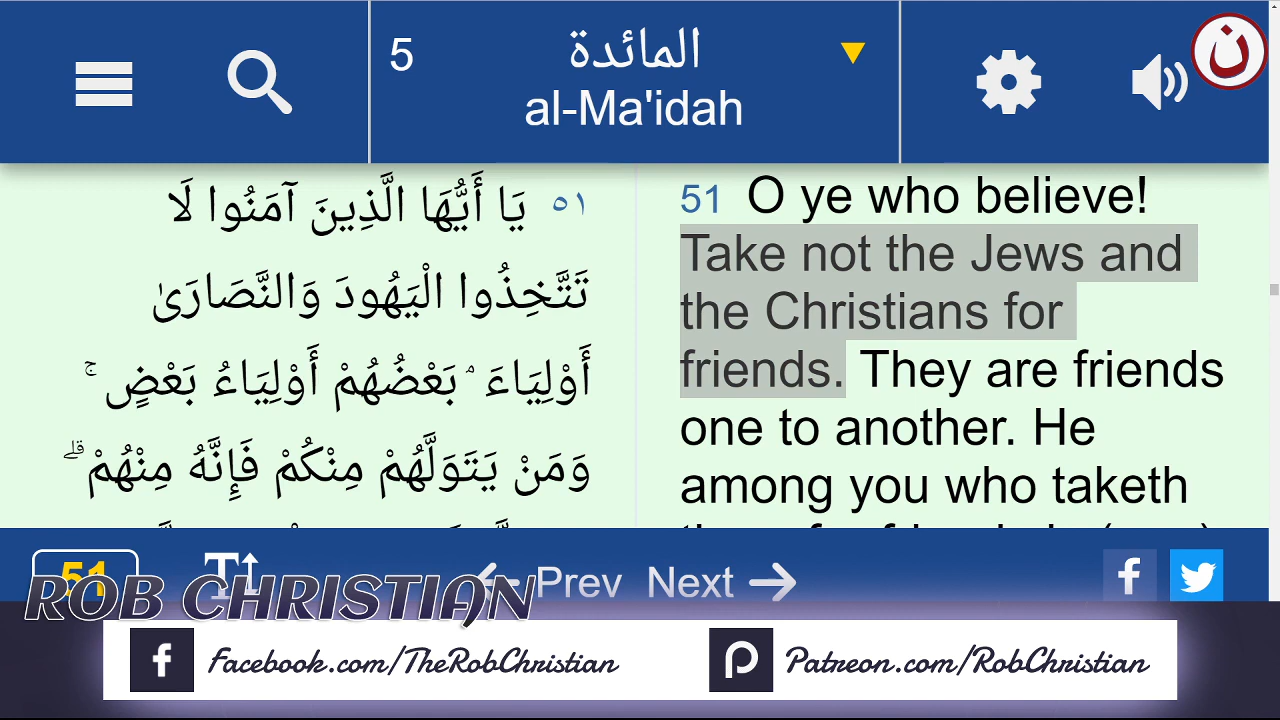 5
المائدة
al-Ma'idah
ن
٥١ يَا أَيُّهَا الَّذِينَ آمَنُوا لَا
تَتَّخِذُوا الْيَهُودَ وَالنَّصَارَىٰ
أَوْلِيَاءَ ۘ بَعْضُهُمْ أَوْلِيَاءُ بَعْضٍ ۚ
وَمَنْ يَتَوَلَّهُمْ مِنْكُمْ فَإِنَّهُ مِنْهُمْ ۗ
51 O ye who believe!
Take not the Jews and
the Christians for
friends. They are friends
one to another. He
among you who taketh
51
Prev Next
ROB CHRISTIAN
Facebook.com/TheRobChristian
Patreon.com/RobChristian